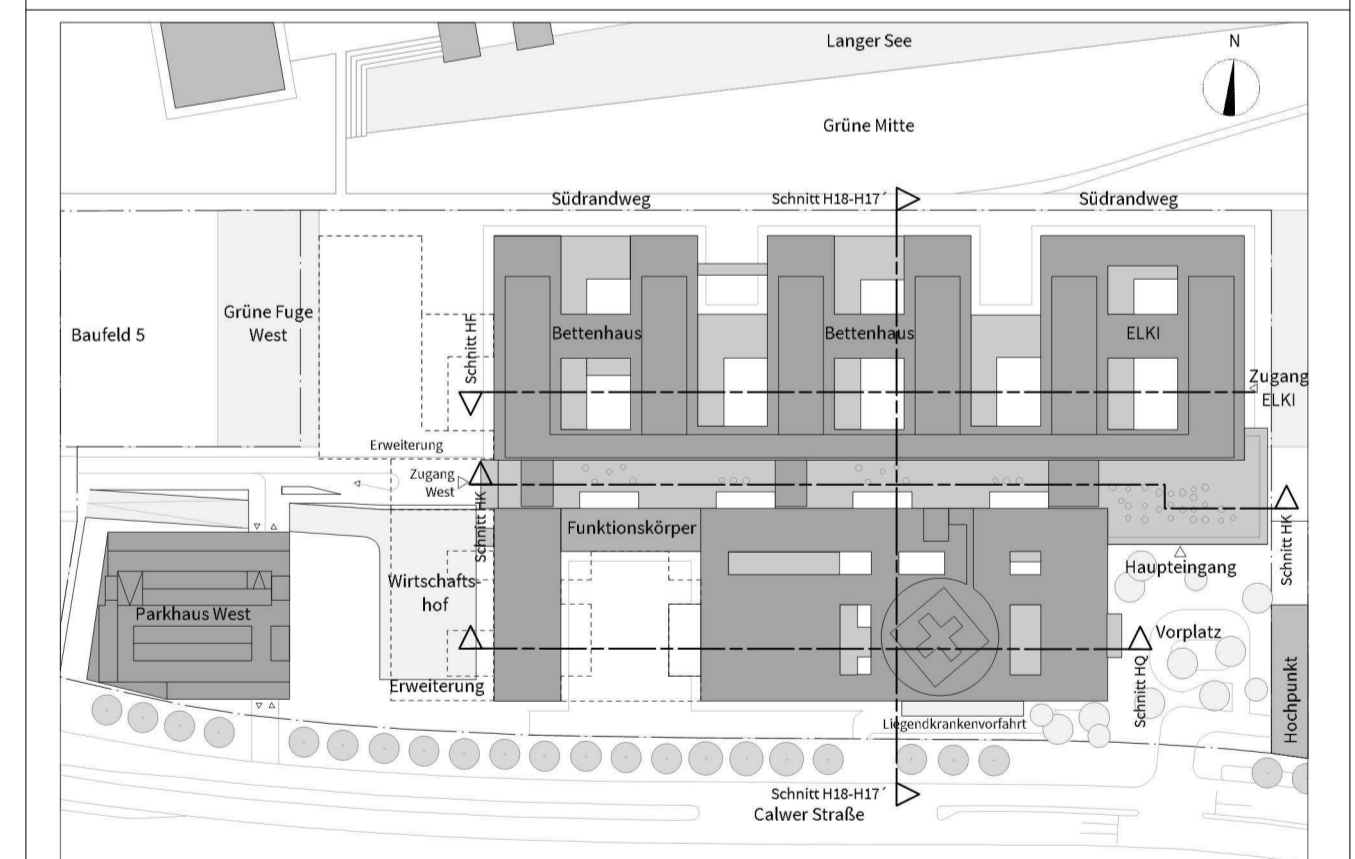 Langer See
N
Grüne Mitte
Südrandweg
Schnitt H18-H17´
Südrandweg
Baufeld 5
Grüne Fuge
West
Schnitt HF
Bettenhaus
Bettenhaus
ELKI
Zugang
ELKI
Erweiterung
Zugang
West
Schnitt HK
Funktionskörper
Schnitt HK
Haupteingang
Wirtschafts-
hof
Parkhaus West
Vorplatz
Schnitt HQ
Hochpunkt
Erweiterung
Liegendkrankenvorfahrt
Schnitt H18-H17´
Calwer Straße